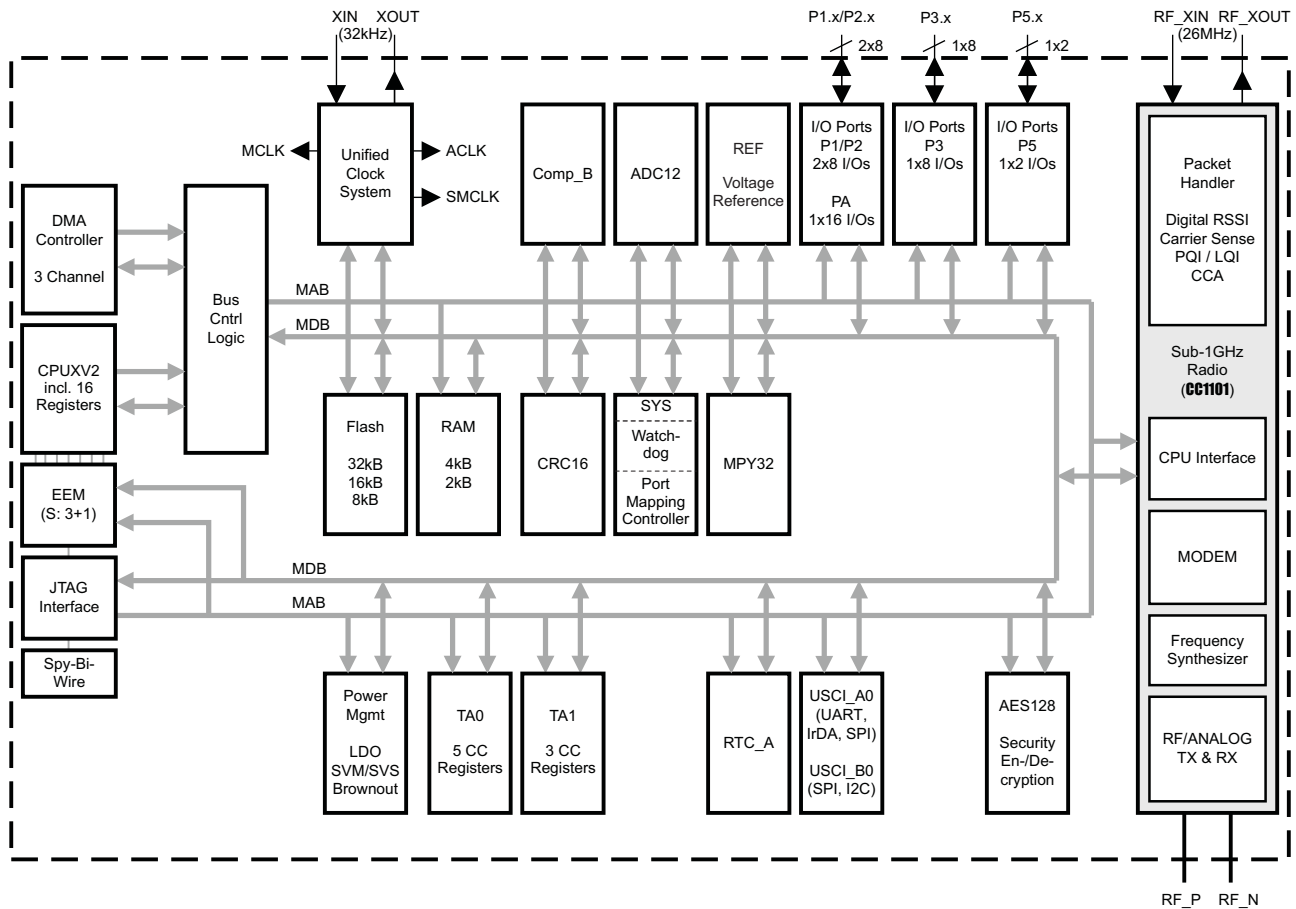 XIN XOUT
(32kHz)
P1.x/P2.x
2x8
P3.x
1x8
P5.x
1x2
RF_XIN RF_XOUT
(26MHz)
MCLK
Unified
Clock
System
ACLK
SMCLK
Comp_B
ADC12
REF
Voltage
Reference
I/O Ports
P1/P2
2x8 I/Os
PA
1x16 I/Os
I/O Ports
P3
1x8 I/Os
I/O Ports
P5
1x2 I/Os
Packet
Handler
Digital RSSI
Carrier Sense
PQI / LQI
CCA
Sub-1GHz
Radio
(CC1101)
CPU Interface
MODEM
Frequency
Synthesizer
RF/ANALOG
TX & RX
DMA
Controller
3 Channel
Bus
Cntrl
Logic
MAB
MDB
CPUXV2
incl. 16
Registers
EEM
(S: 3+1)
JTAG
Interface
Spy-Bi-
Wire
Flash
32kB
16kB
8kB
RAM
4kB
2kB
CRC16
SYS
Watch-
dog
Port
Mapping
Controller
MPY32
MDB
MAB
Power
Mgmt
LDO
SVM/SVS
Brownout
TA0
5 CC
Registers
TA1
3 CC
Registers
RTC_A
USCI_A0
(UART,
IrDA, SPI)
USCI_B0
(SPI, I2C)
AES128
Security
En-/De-
cryption
RF_P RF_N